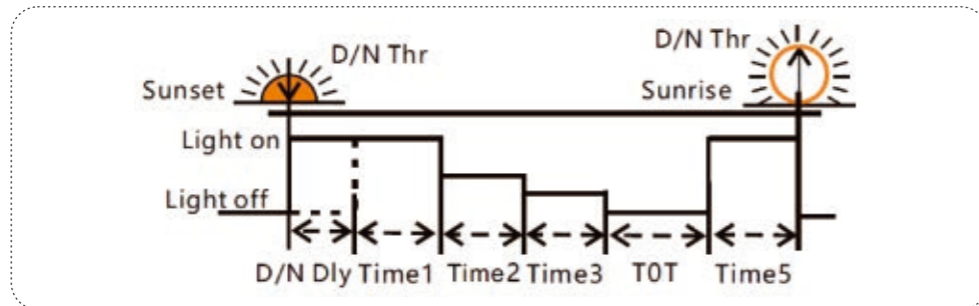 D/N Thr
D/N Thr
Sunset
Sunrise
Light on
Light off
D/N Dly Time1 Time2 Time3 T0T Time5